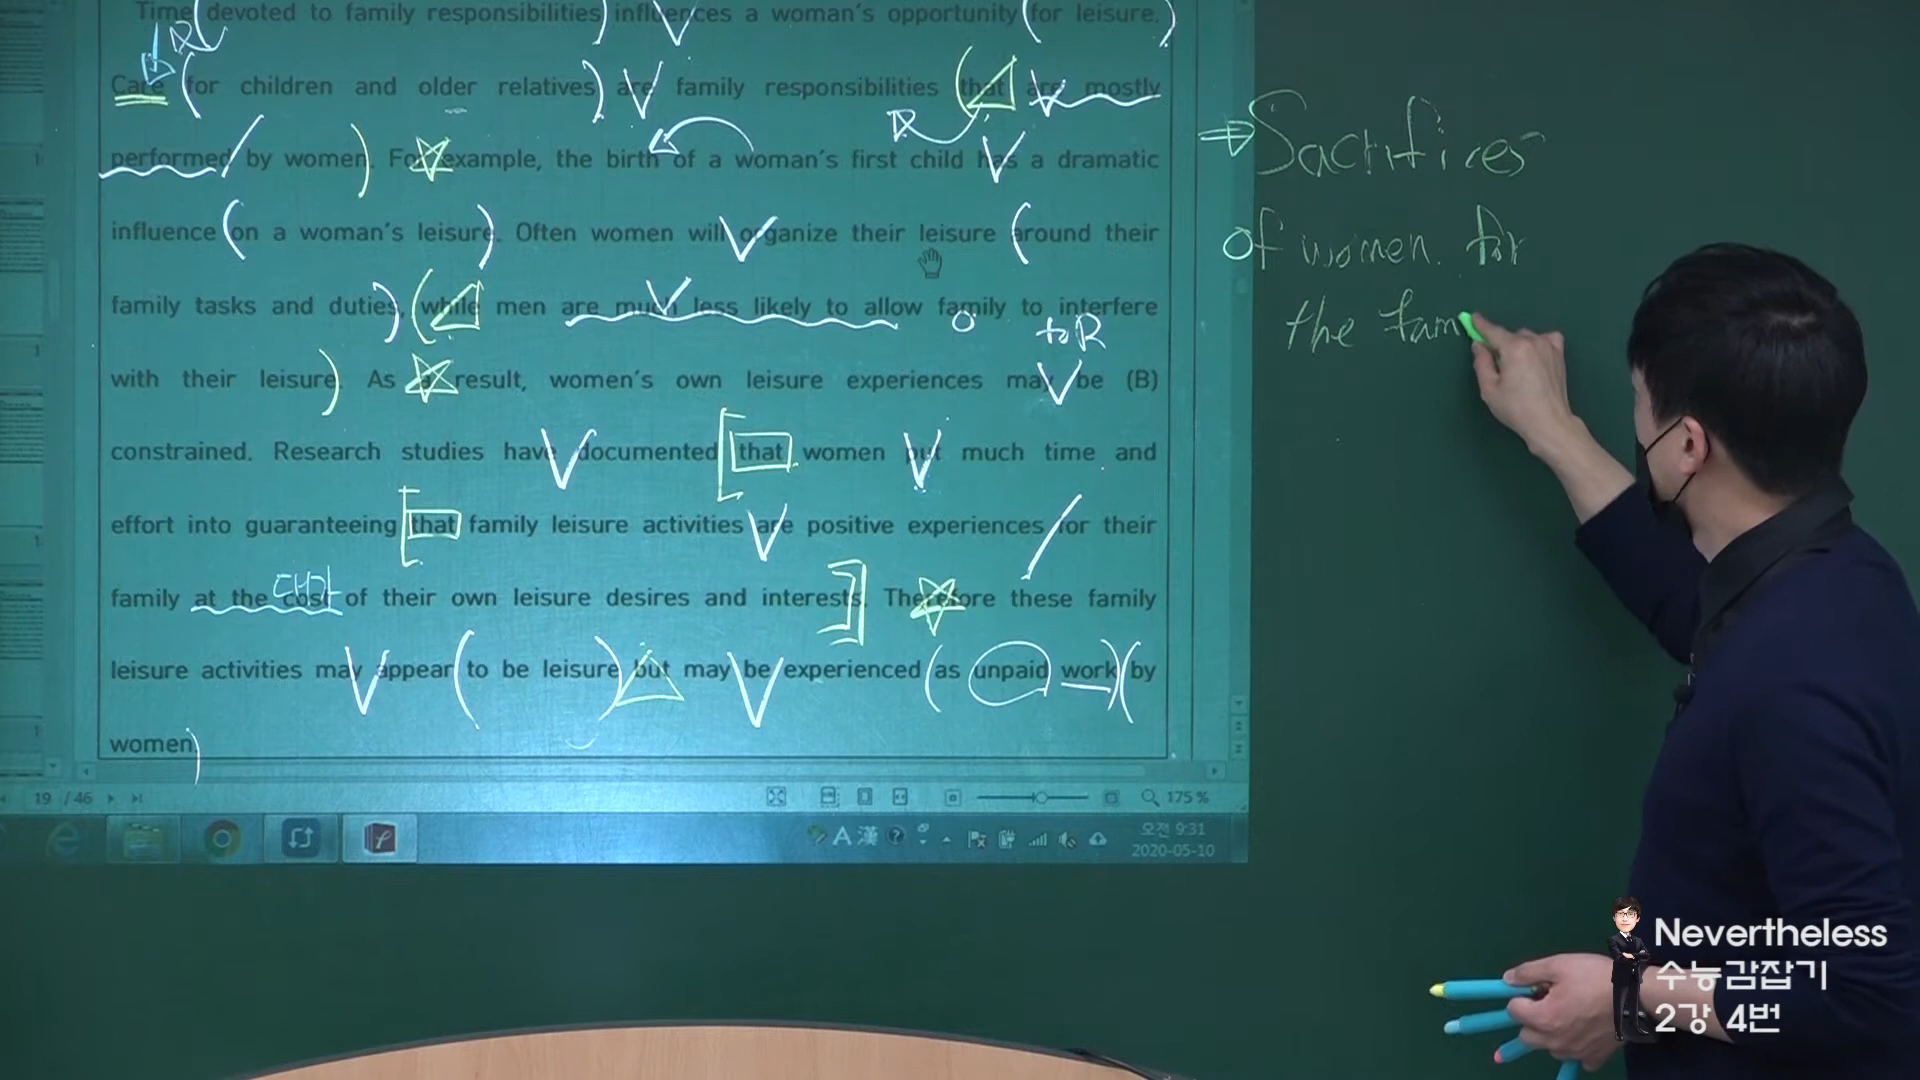 Time devoted to family responsibilities influences a woman's opportunity for leisure.
Care for children and older relatives are family responsibilities that are mostly
performed by women. For example, the birth of a woman's first child has a dramatic
influence on a woman's leisure. Often women will organize their leisure around their
family tasks and duties, while men are much less likely to allow family to interfere
with their leisure. As a result, women's own leisure experiences may be (B)
constrained. Research studies have documented that women put much time and
effort into guaranteeing that family leisure activities are positive experiences for their
family at the cost of their own leisure desires and interests. Therefore these family
leisure activities may appear to be leisure but may be experienced as unpaid work by
women.
R
R
o
to R
대가
⇒ Sacrifices
of women for
the fam
19 / 46
175 %
A 漢
오전 9:31
2020-05-10
Nevertheless
수능감잡기
2강 4번